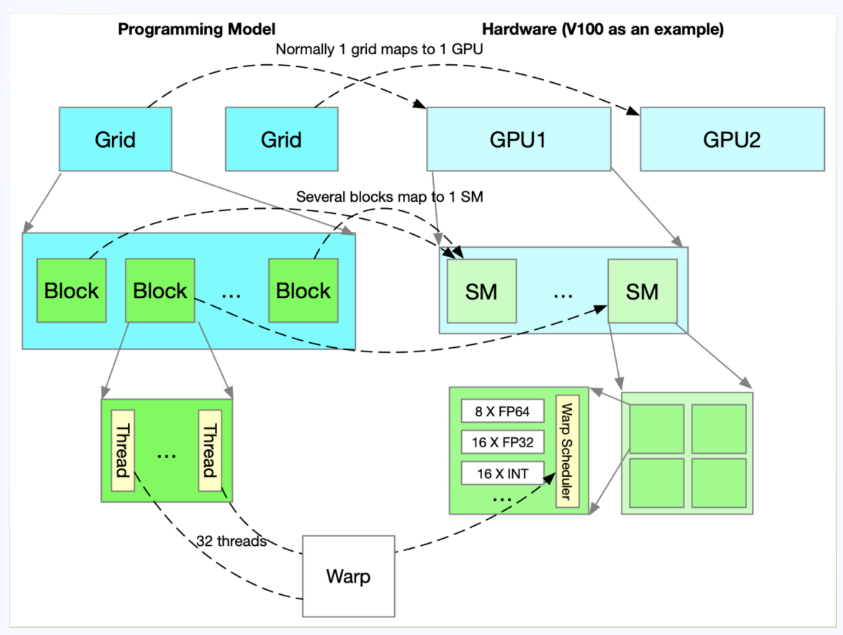 Programming Model
Hardware (V100 as an example)
Normally 1 grid maps to 1 GPU
Grid
Grid
GPU1
GPU2
Several blocks map to 1 SM
Block
Block
...
Block
SM
...
SM
Thread
...
Thread
8 X FP64
16 X FP32
16 X INT
...
Warp Scheduler
32 threads
Warp